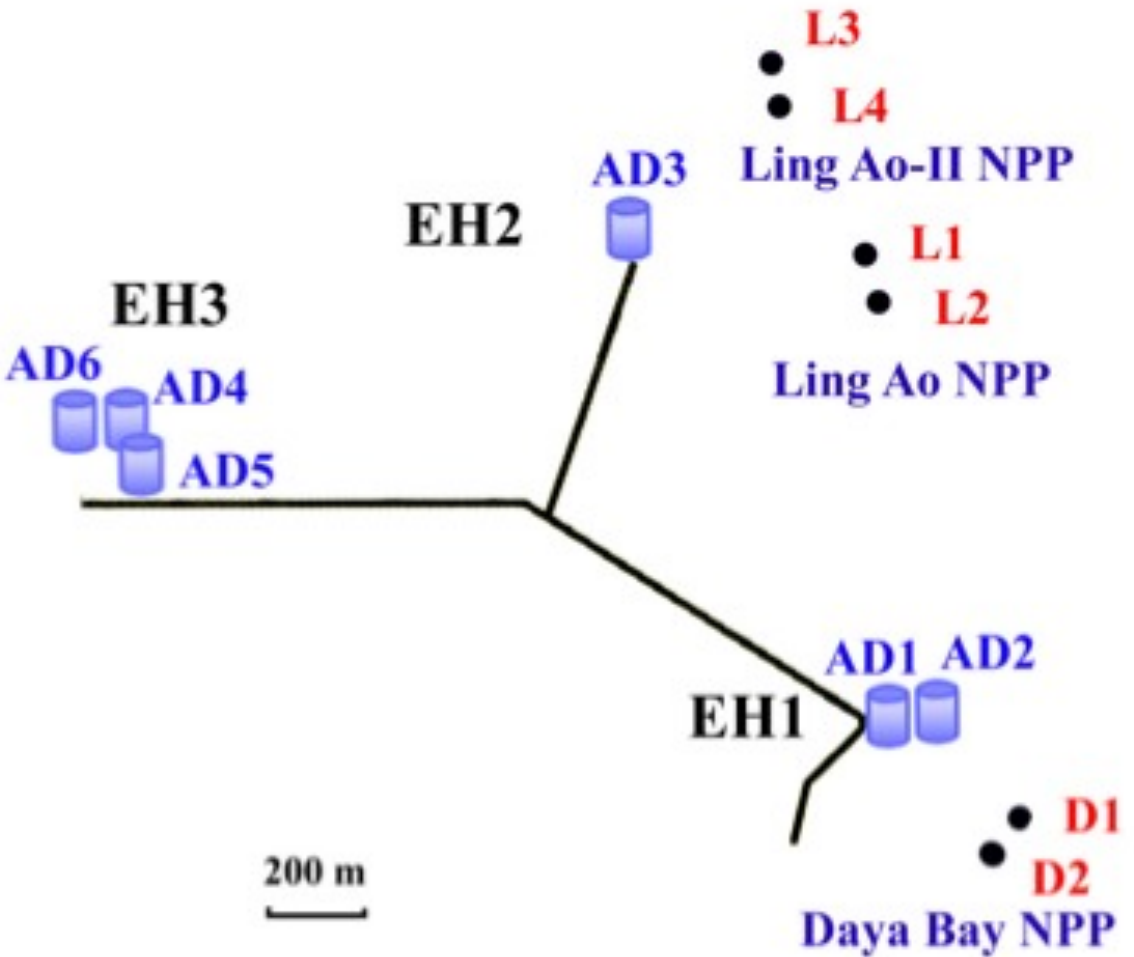 L3
L4
Ling Ao-II NPP
AD3
EH2
L1
L2
Ling Ao NPP
EH3
AD6
AD4
AD5
AD1
AD2
EH1
D1
D2
Daya Bay NPP
200 m